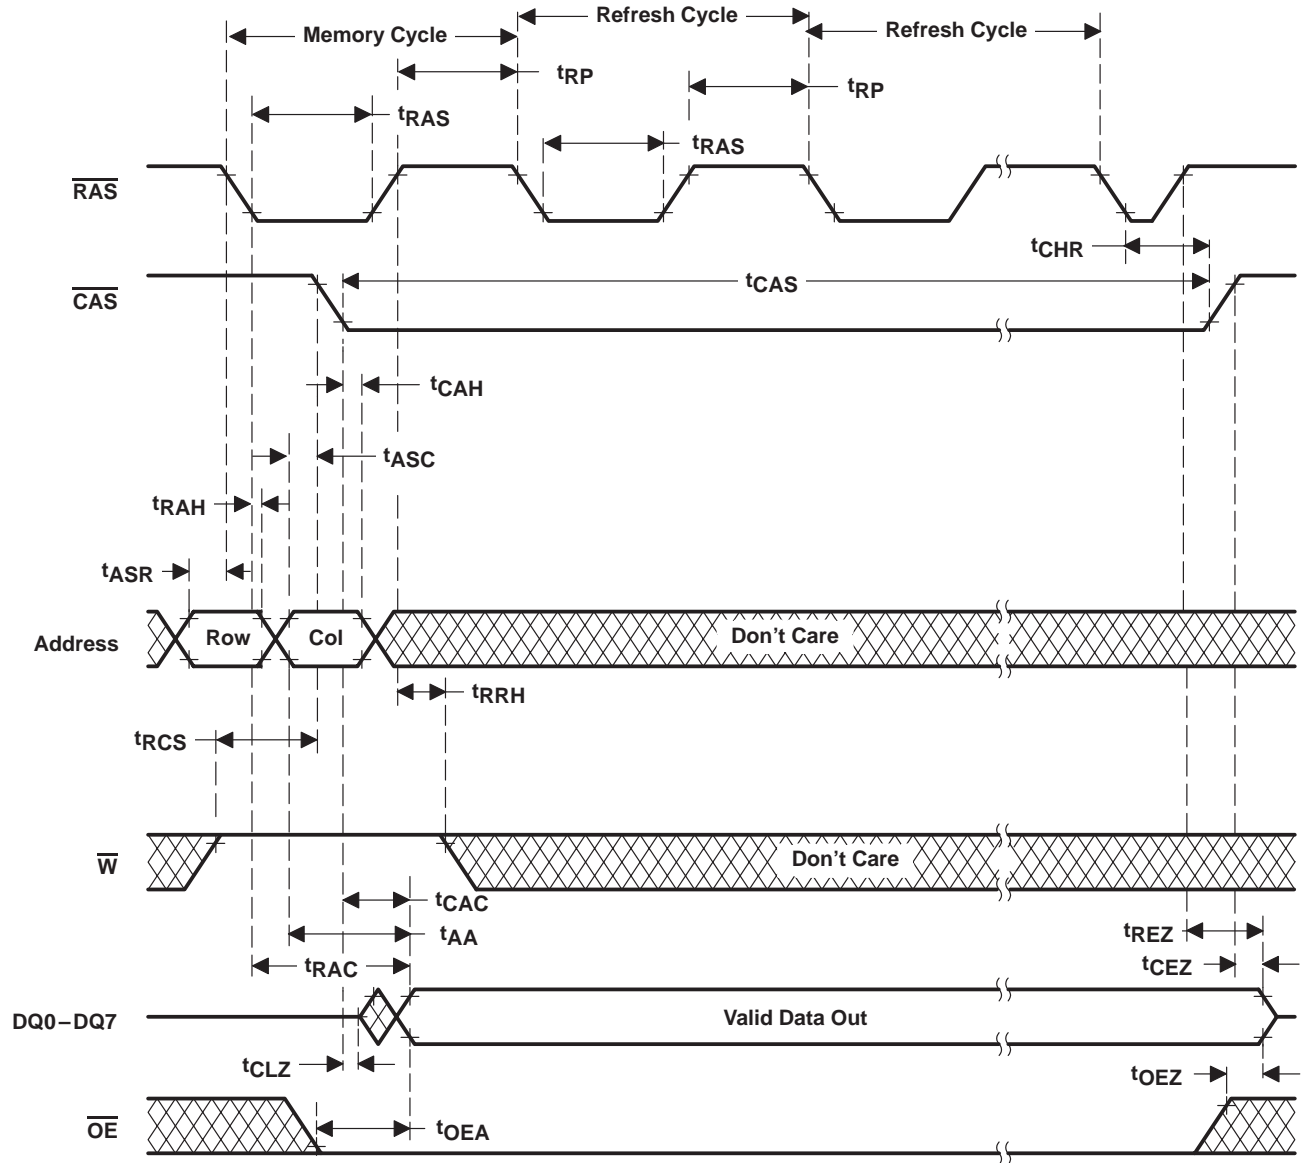 Memory Cycle
Refresh Cycle
Refresh Cycle
tRP
tRP
tRAS
tRAS
RAS
tCHR
CAS
tCAS
tCAH
tASC
tRAH
tASR
Address
Row
Col
Don't Care
tRRH
tRCS
W
Don't Care
tCAC
tAA
tREZ
tRAC
tCEZ
DQ0–DQ7
Valid Data Out
tCLZ
tOEZ
OE
tOEA